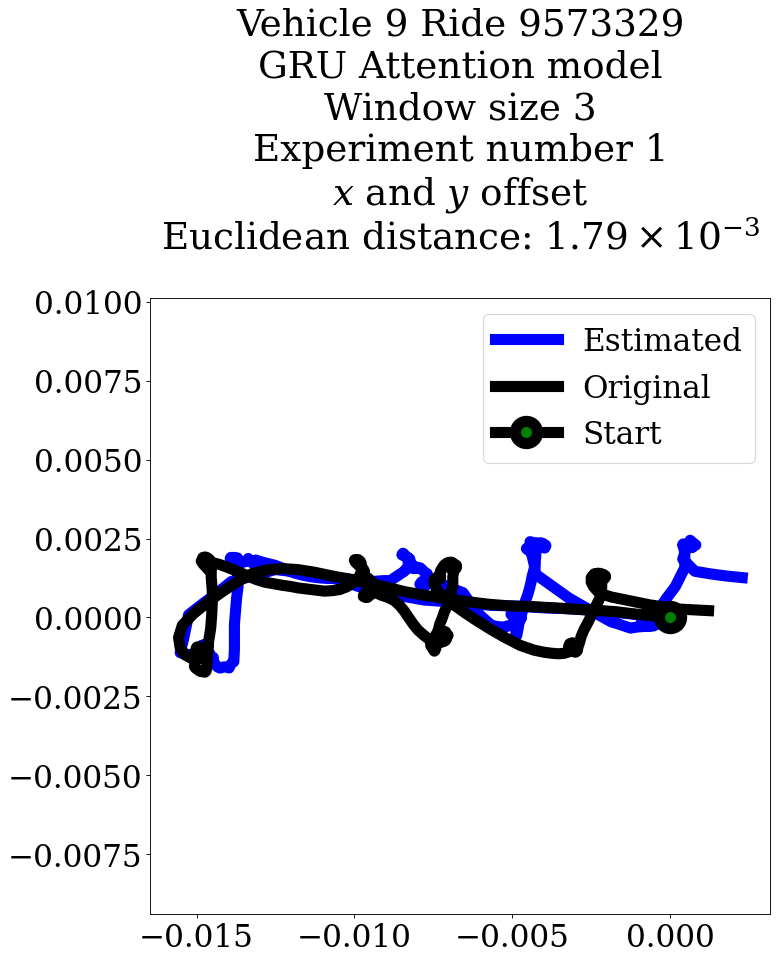 Vehicle 9 Ride 9573329
GRU Attention model
Window size 3
Experiment number 1
x and y offset
Euclidean distance: 1.79 × 10⁻³
0.0100
0.0075
0.0050
0.0025
0.0000
−0.0025
−0.0050
−0.0075
Estimated
Original
Start
−0.015 −0.010 −0.005 0.000